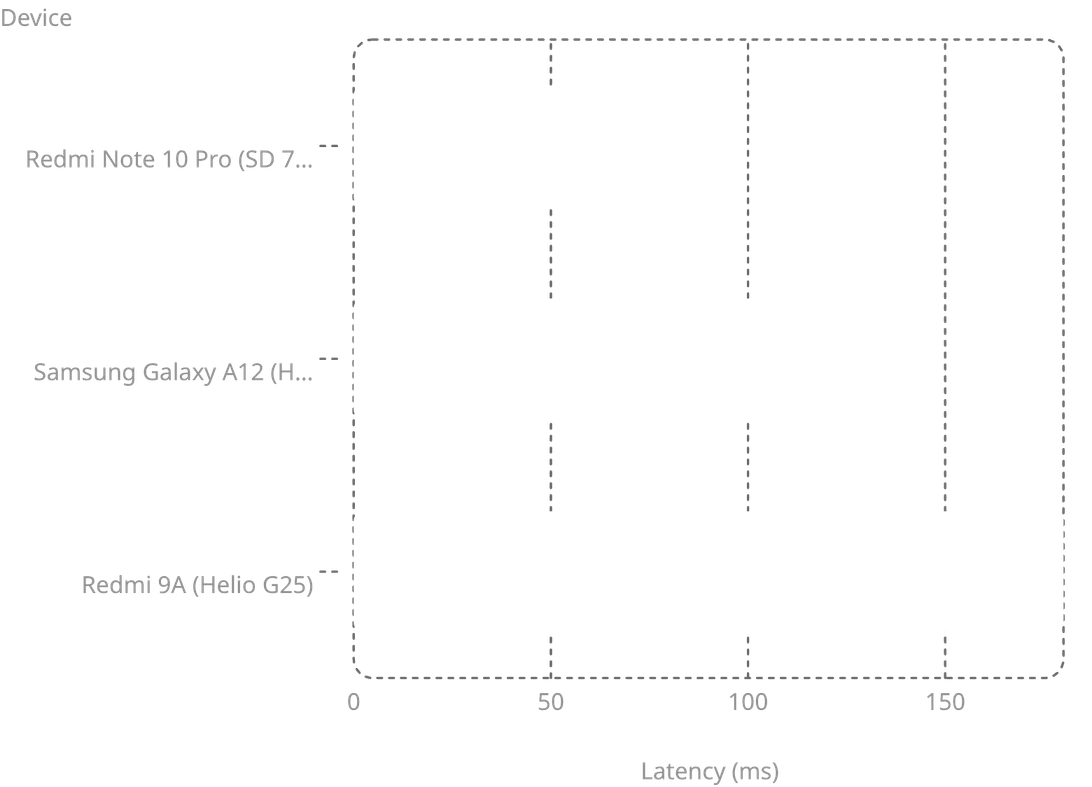 Device
Redmi Note 10 Pro (SD 7...
Samsung Galaxy A12 (H...
Redmi 9A (Helio G25)
0 50 100 150
Latency (ms)